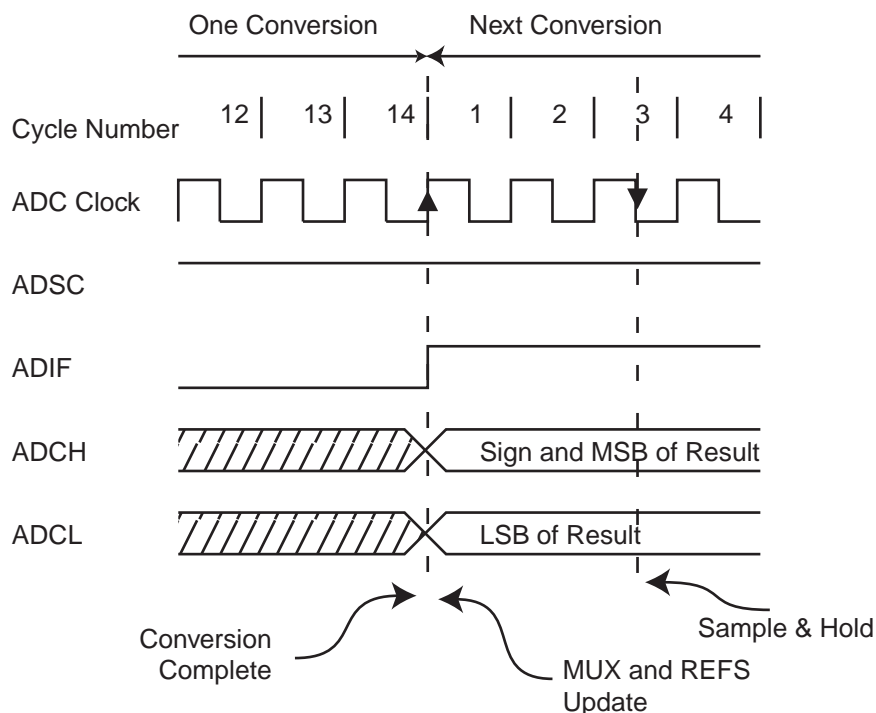 One Conversion Next Conversion
Cycle Number 12 13 14 1 2 3 4
ADC Clock
ADSC
ADIF
ADCH Sign and MSB of Result
ADCL LSB of Result
Conversion
Complete
MUX and REFS
Update
Sample & Hold